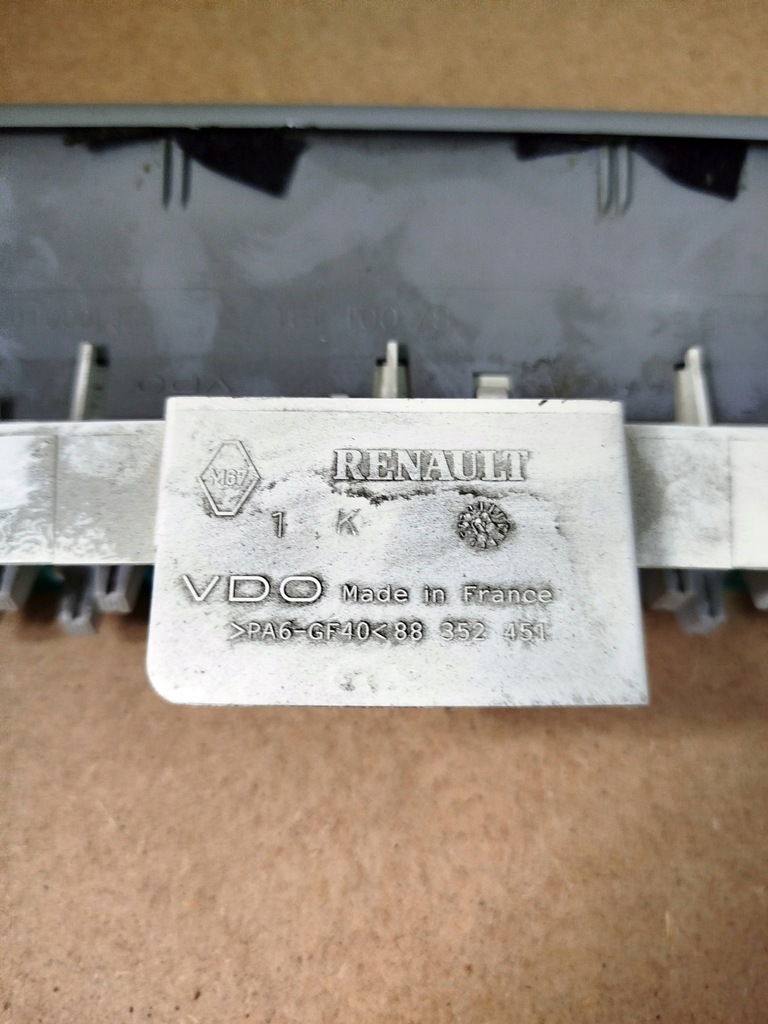 M67 RENAULT
1 K
VDO Made in France
>PA6-GF40<88 352 451